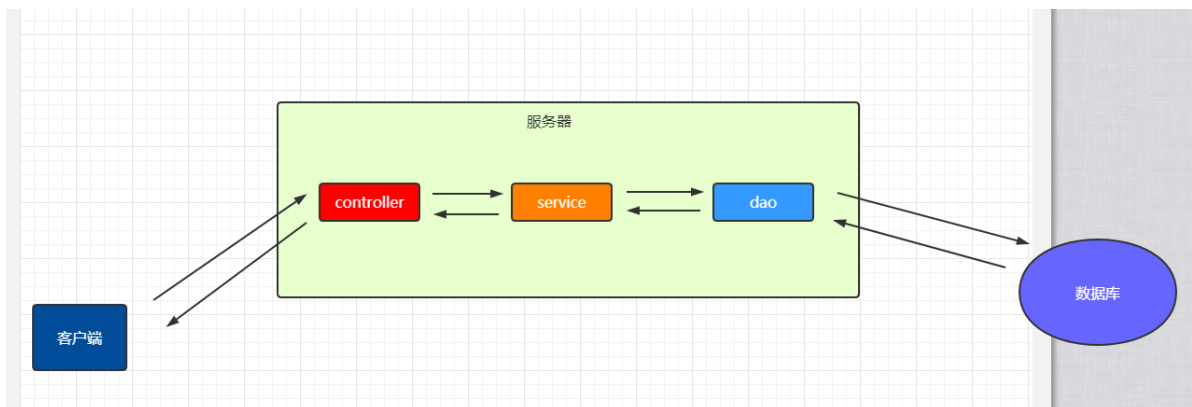 服务器
controller
service
dao
客户端
数据库